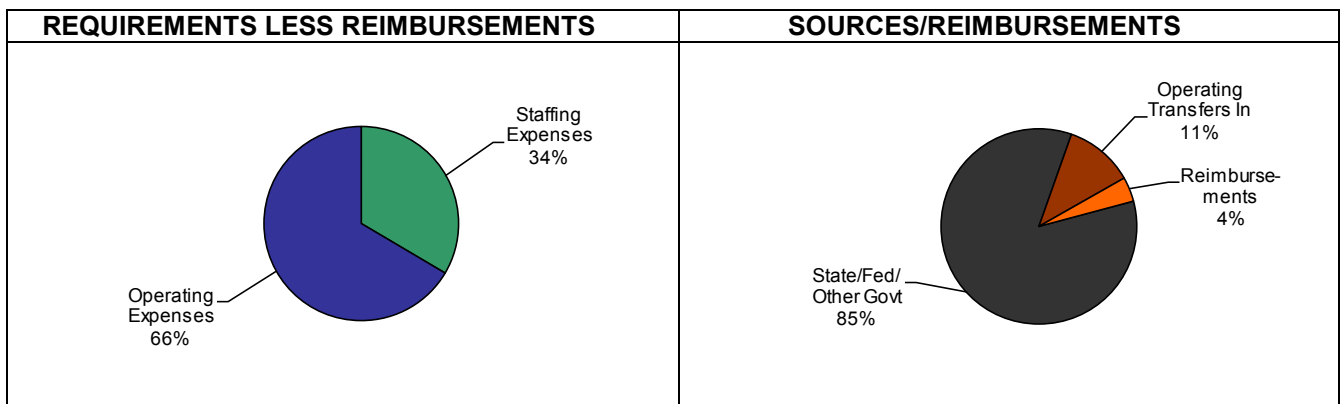 REQUIREMENTS LESS REIMBURSEMENTS
Staffing
Expenses
34%
Operating
Expenses
66%
SOURCES/REIMBURSEMENTS
Operating
Transfers In
11%
Reimburse-
ments
4%
State/Fed/
Other Govt
85%